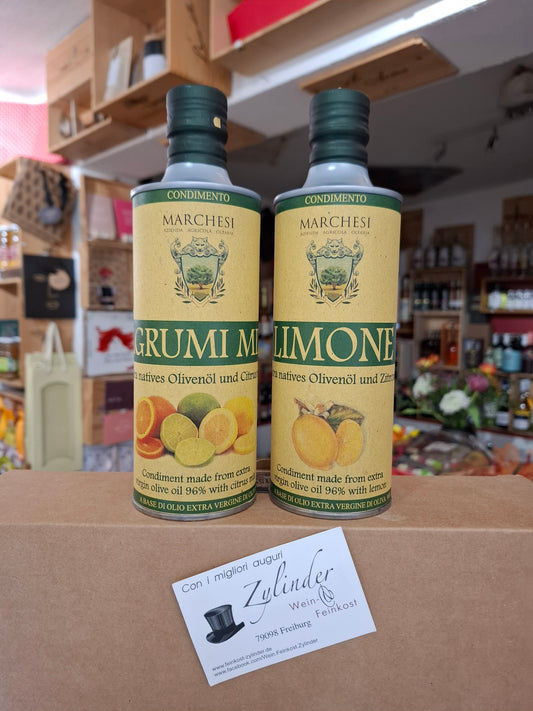 CONDIMENTO
MARCHESI
AZIENDA AGRICOLA OLEARIA
GRUMI MI
natives Olivenöl und Citrus
Condiment made from extra
virgin olive oil 96% with citrus
A BASE DI OLIO EXTRA VERGINE DI
CONDIMENTO
MARCHESI
AZIENDA AGRICOLA OLEARIA
LIMONE
natives Olivenöl und
Condiment made from extra
virgin olive oil 96% with lemon
A BASE DI OLIO EXTRA VERGINE DI OLIVA
Con i migliori auguri
Zylinder
Wein-&
Feinkost
79098 Freiburg
www.feinkost-zylinder.de
www.facebook.com/Wein.Feinkost.Zylinder